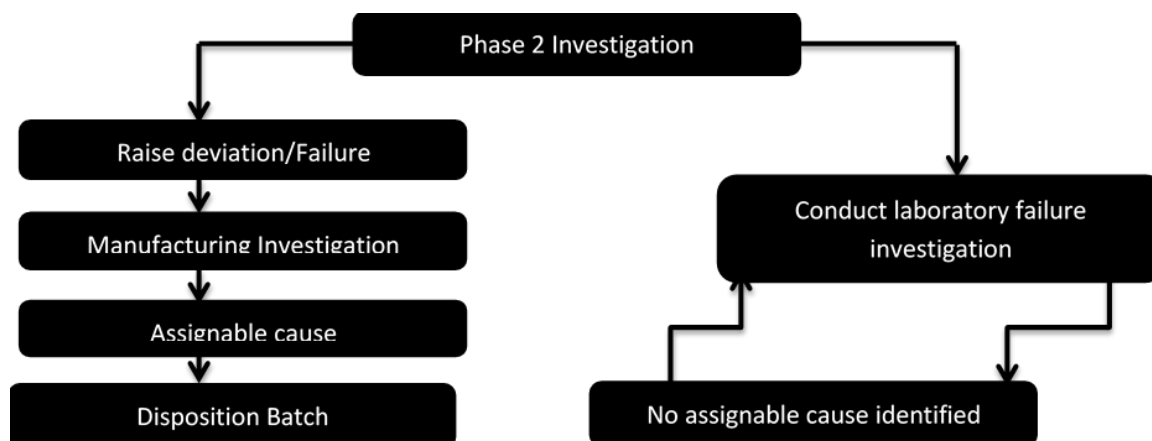 Phase 2 Investigation
Raise deviation/Failure
Manufacturing Investigation
Assignable cause
Disposition Batch
Conduct laboratory failure
investigation
No assignable cause identified